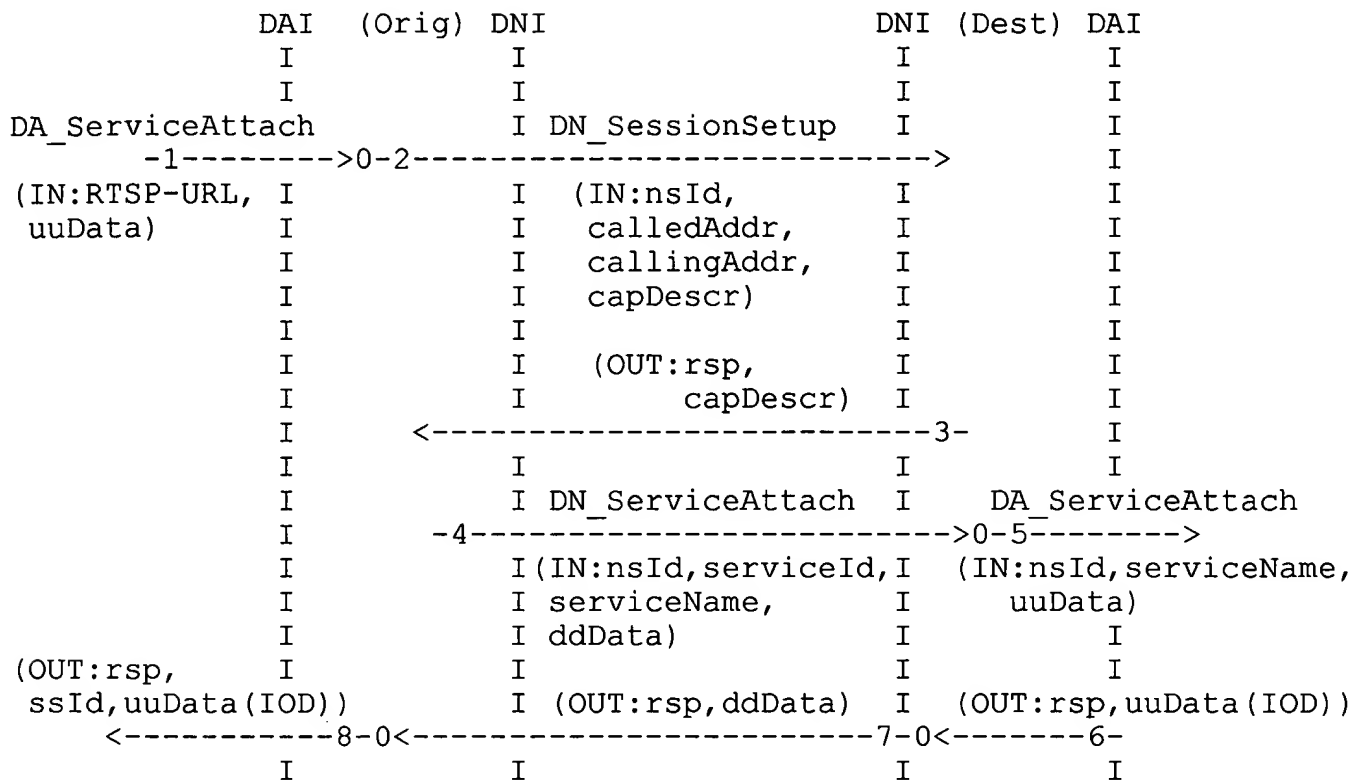 DAI (Orig) DNI DNI (Dest) DAI
I I I I
I I I I
DA_ServiceAttach I DN_SessionSetup I I
-1-------->0-2---------------------------> I
(IN:RTSP-URL, I I (IN:nsId, I I
uuData) I I calledAddr, I I
I I callingAddr, I I
I I capDescr) I I
I I I I
I I (OUT:rsp, I I
I I capDescr) I I
I <--------------------------3- I
I I I I
I I DN_ServiceAttach I DA_ServiceAttach
I -4------------------------->0-5-------->
I I(IN:nsId,serviceId,I (IN:nsId,serviceName,
I I serviceName, I uuData)
I I ddData) I I
(OUT:rsp, I I I I
ssId,uuData(IOD)) I (OUT:rsp,ddData) I (OUT:rsp,uuData(IOD))
<------------8-0<------------------------7-0<-------6-
I I I I